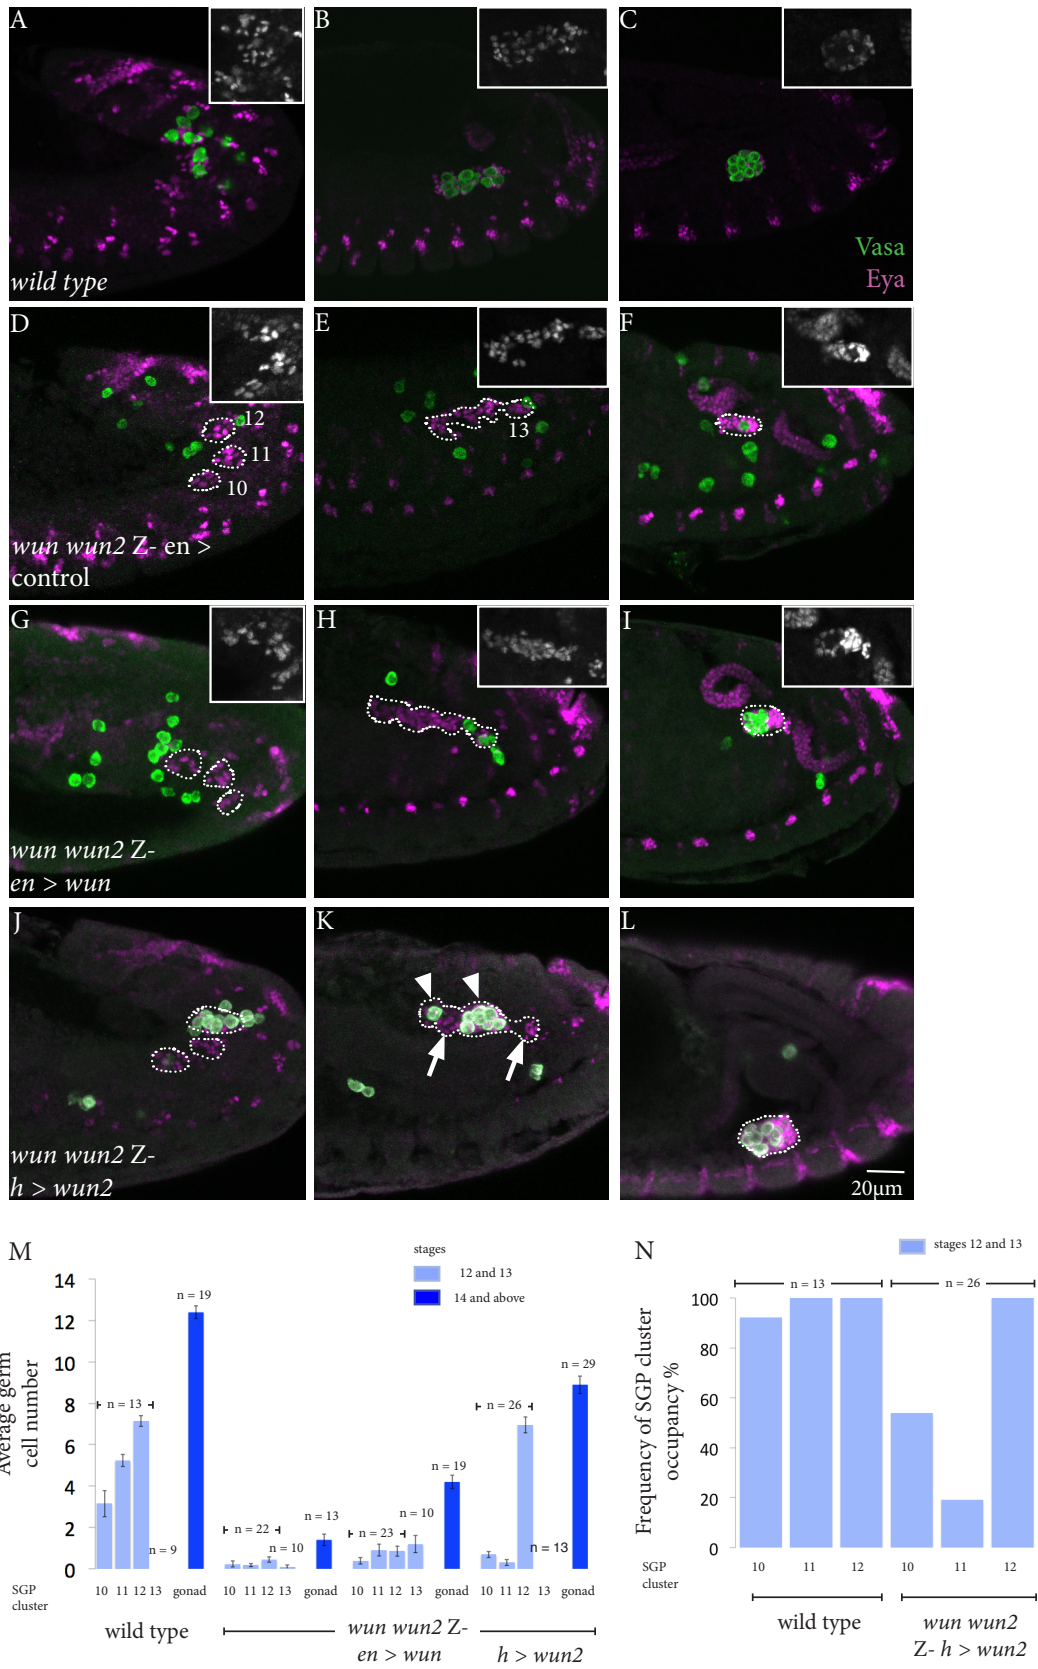 A
B
C
Vasa
Eya
wild type
D
E
F
12
11
10
13
wun wun2 Z- en >
control
G
H
I
wun wun2 Z-
en > wun
J
K
L
wun wun2 Z-
h > wun2
20µm
M
stages
12 and 13
14 and above
Average germ
cell number
14
12
10
8
6
4
2
0
n = 13
n = 9
n = 19
n = 22
n = 10
n = 13
n = 23
n = 10
n = 19
n = 26
n = 13
n = 29
SGP
cluster
10 11 12 13 gonad 10 11 12 13 gonad 10 11 12 13 gonad 10 11 12 13 gonad
wild type
wun wun2 Z-
en > wun
h > wun2
N
stages 12 and 13
n = 13
n = 26
Frequency of SGP cluster
occupancy %
100
80
60
40
20
0
SGP
cluster
10 11 12 10 11 12
wild type
wun wun2
Z- h > wun2